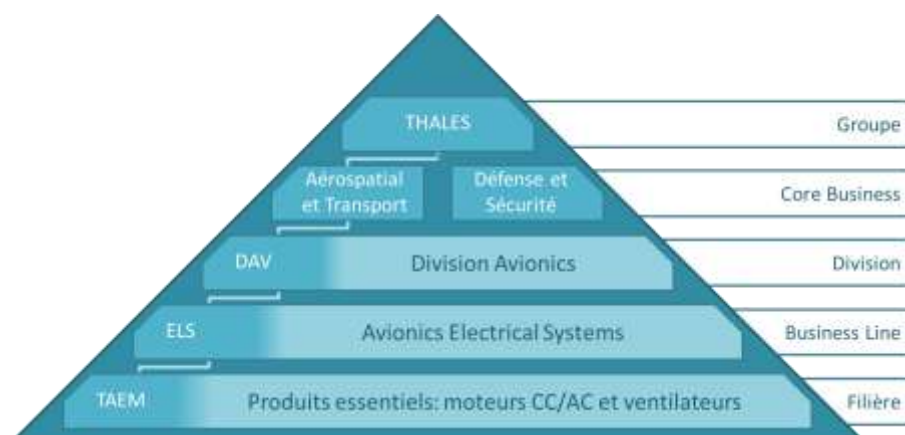 THALES
Groupe
Aérospatial
et Transport
Défense et
Sécurité
Core Business
DAV
Division Avionics
Division
ELS
Avionics Electrical Systems
Business Line
TAEM
Produits essentiels: moteurs CC/AC et ventilateurs
Filière